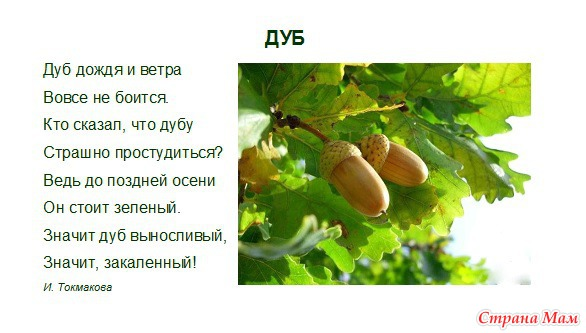 ДУБ
Дуб дождя и ветра
Вовсе не боится.
Кто сказал, что дубу
Страшно простудиться?
Ведь до поздней осени
Он стоит зеленый.
Значит дуб выносливый,
Значит, закаленный!
И. Токмакова
Страна Мам